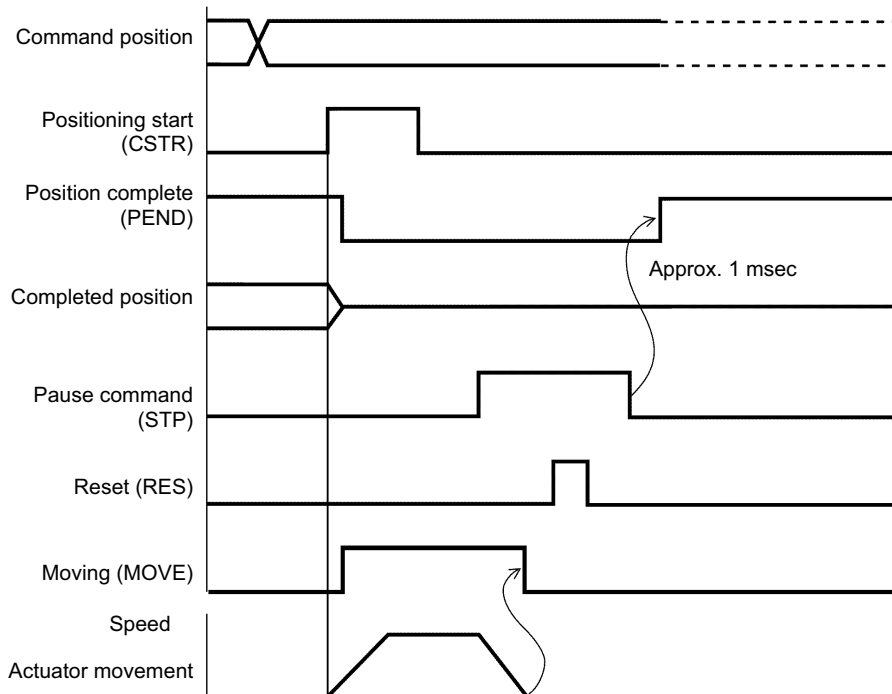 Command position
Positioning start
(CSTR)
Position complete
(PEND)
Approx. 1 msec
Completed position
Pause command
(STP)
Reset (RES)
Moving (MOVE)
Speed
Actuator movement